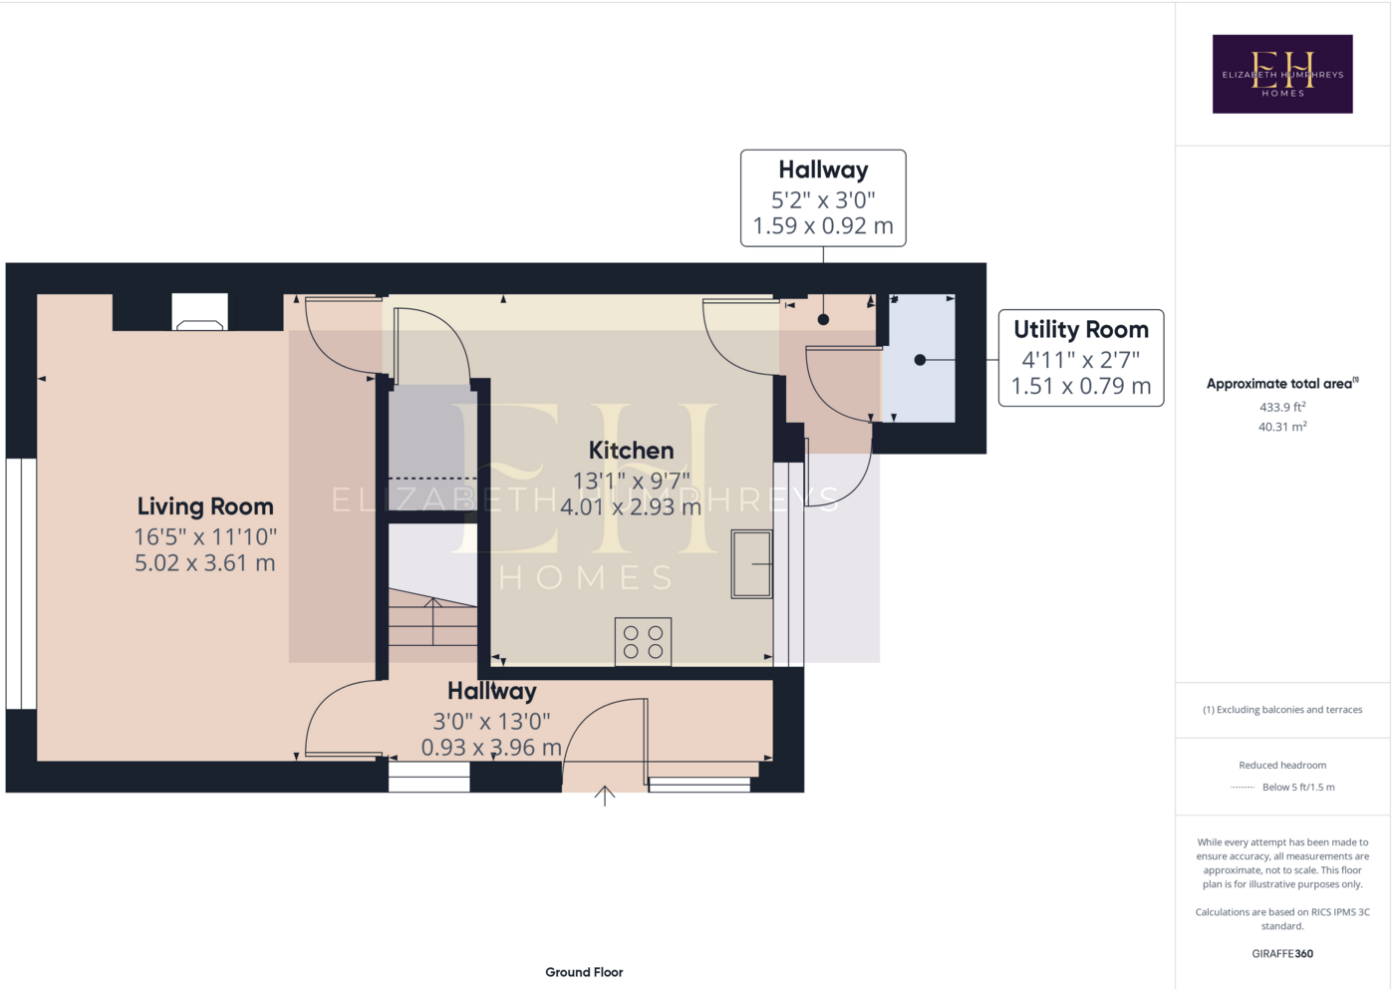 EH
ELIZABETH HUMPHREYS
HOMES
Hallway
5'2" x 3'0"
1.59 x 0.92 m
Utility Room
4'11" x 2'7"
1.51 x 0.79 m
Approximate total area(1)
433.9 ft²
40.31 m²
Kitchen
13'1" x 9'7"
4.01 x 2.93 m
Living Room
16'5" x 11'10"
5.02 x 3.61 m
EH
ELIZABETH HUMPHREYS
HOMES
Hallway
3'0" x 13'0"
0.93 x 3.96 m
(1) Excluding balconies and terraces
Reduced headroom
Below 5 ft/1.5 m
While every attempt has been made to
ensure accuracy, all measurements are
approximate, not to scale. This floor
plan is for illustrative purposes only.
Calculations are based on RICS IPMS 3C
standard.
GIRAFFE360
Ground Floor